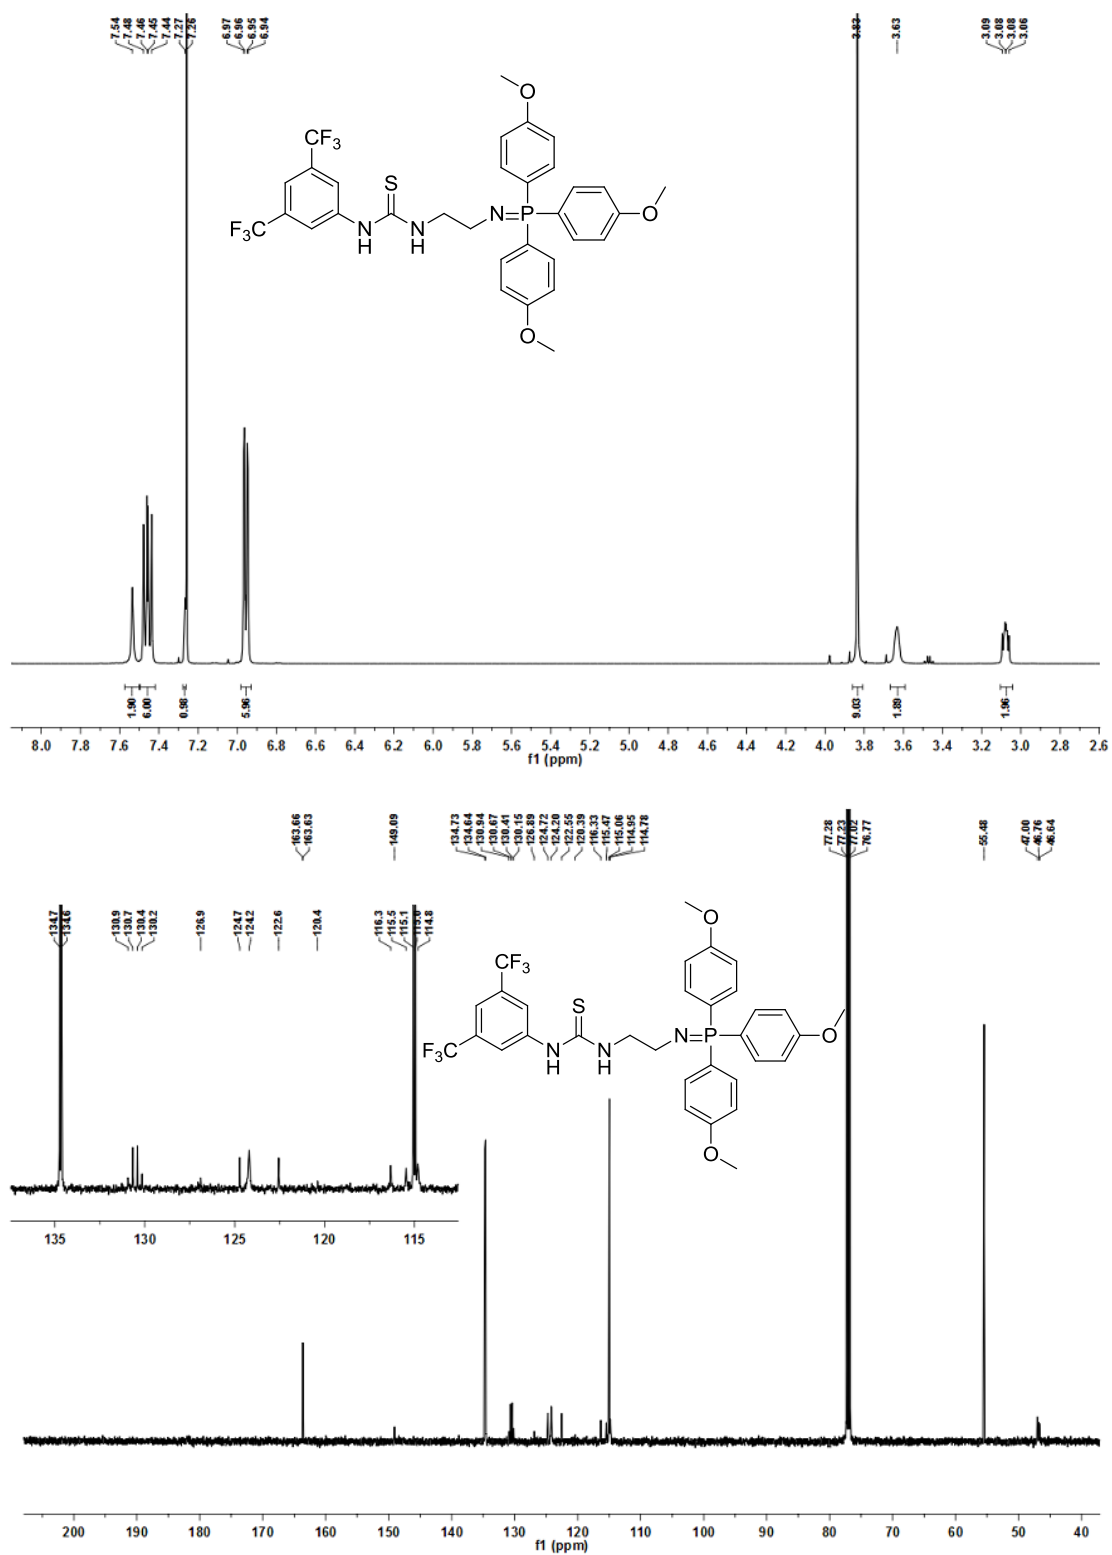 7.54 7.48 7.46 7.45 7.44 7.27 7.26 6.97 6.96 6.95 6.94 3.83 3.63 3.09 3.08 3.08 3.06
O
CF3
S
O
N=P
F3C
N N
H H
O
1.90 6.00 0.98 5.96 9.03 1.89 1.96
8.0 7.8 7.6 7.4 7.2 7.0 6.8 6.6 6.4 6.2 6.0 5.8 5.6 5.4 5.2 5.0 4.8 4.6 4.4 4.2 4.0 3.8 3.6 3.4 3.2 3.0 2.8 2.6
f1 (ppm)
163.66 163.63 149.09 134.73 134.64 130.94 130.67 130.41 130.15 126.89 124.72 124.20 122.55 120.39 116.33 115.47 115.06 114.95 114.78 77.28 77.23 77.02 76.77 55.48 47.00 46.76 46.64
134.7 134.6 130.9 130.7 130.4 130.2 126.9 124.7 124.2 122.6 120.4 116.3 115.5 115.1 114.8
O
CF3
S
O
N=P
F3C
N N
H H
O
135 130 125 120 115
200 190 180 170 160 150 140 130 120 110 100 90 80 70 60 50 40
f1 (ppm)